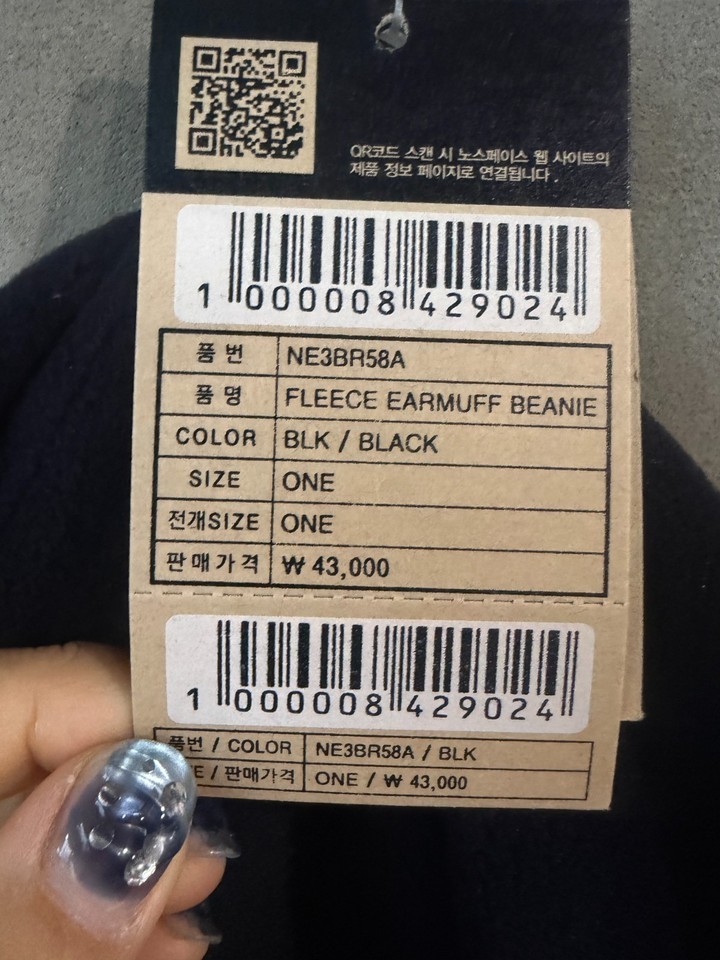 QR코드 스캔 시 노스페이스 웹 사이트의
제품 정보 페이지로 연결됩니다.
1 000008 429024
품번 NE3BR58A
품명 FLEECE EARMUFF BEANIE
COLOR BLK / BLACK
SIZE ONE
전개SIZE ONE
판매가격 ₩ 43,000
1 000008 429024
품번 / COLOR NE3BR58A / BLK
/ 판매가격 ONE / ₩ 43,000